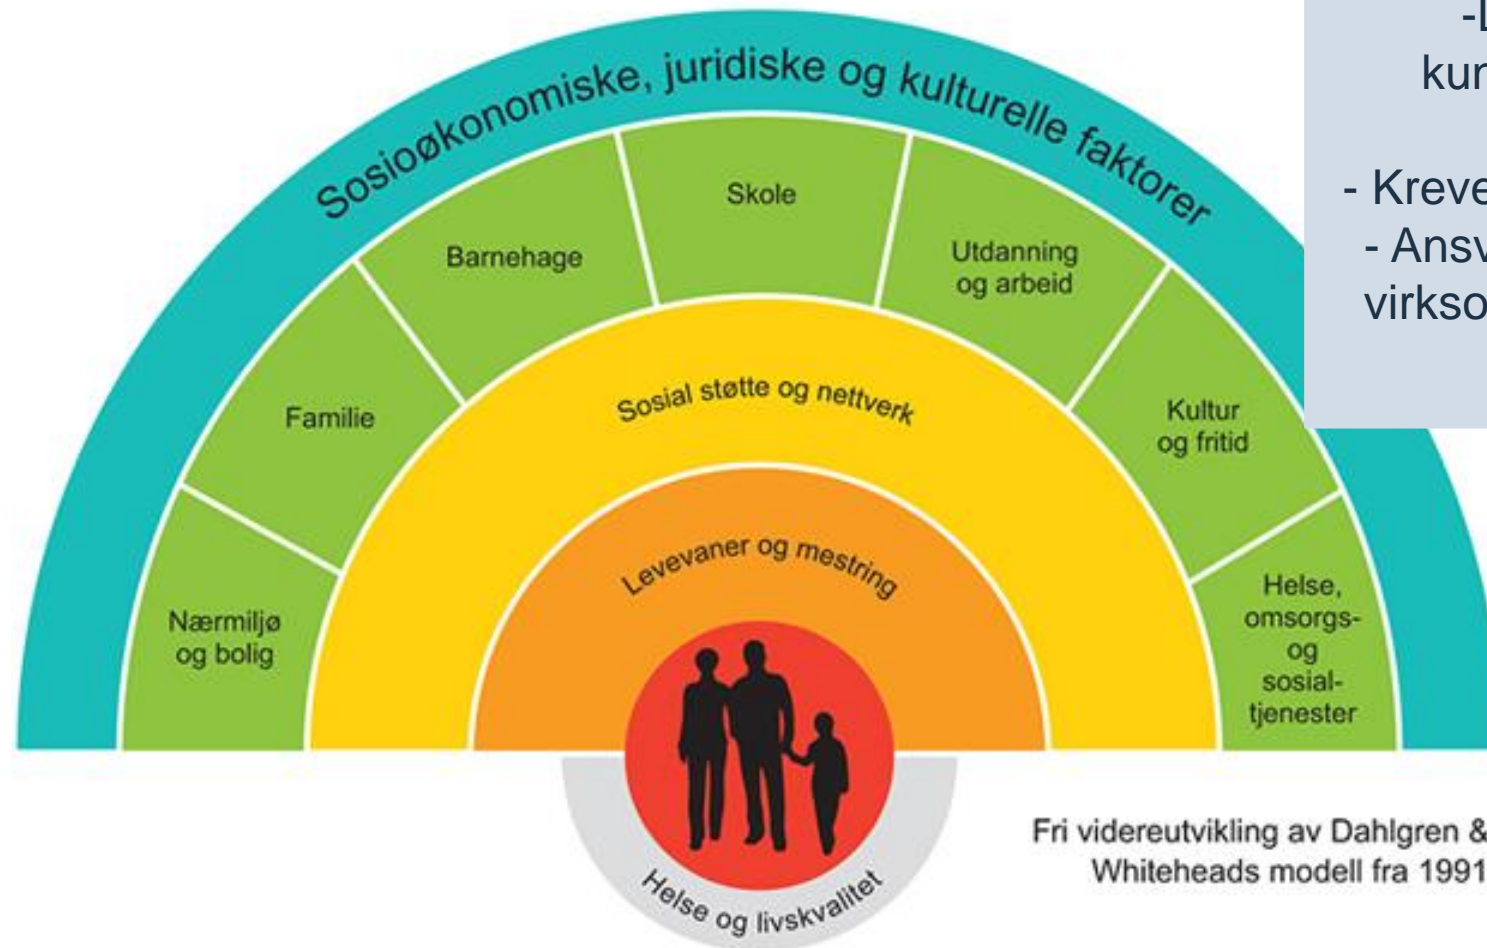 Sosioøkonomiske, juridiske og kulturelle faktorer
Skole
Barnehage
Utdanning
og arbeid
Familie
Kultur
og fritid
Nærmiljø
og bolig
Helse,
omsorgs-
og
sosial-
tjenester
Sosial støtte og nettverk
Levevaner og mestring
Helse og livskvalitet
Fri videreutvikling av Dahlgren &
Whiteheads modell fra 1991